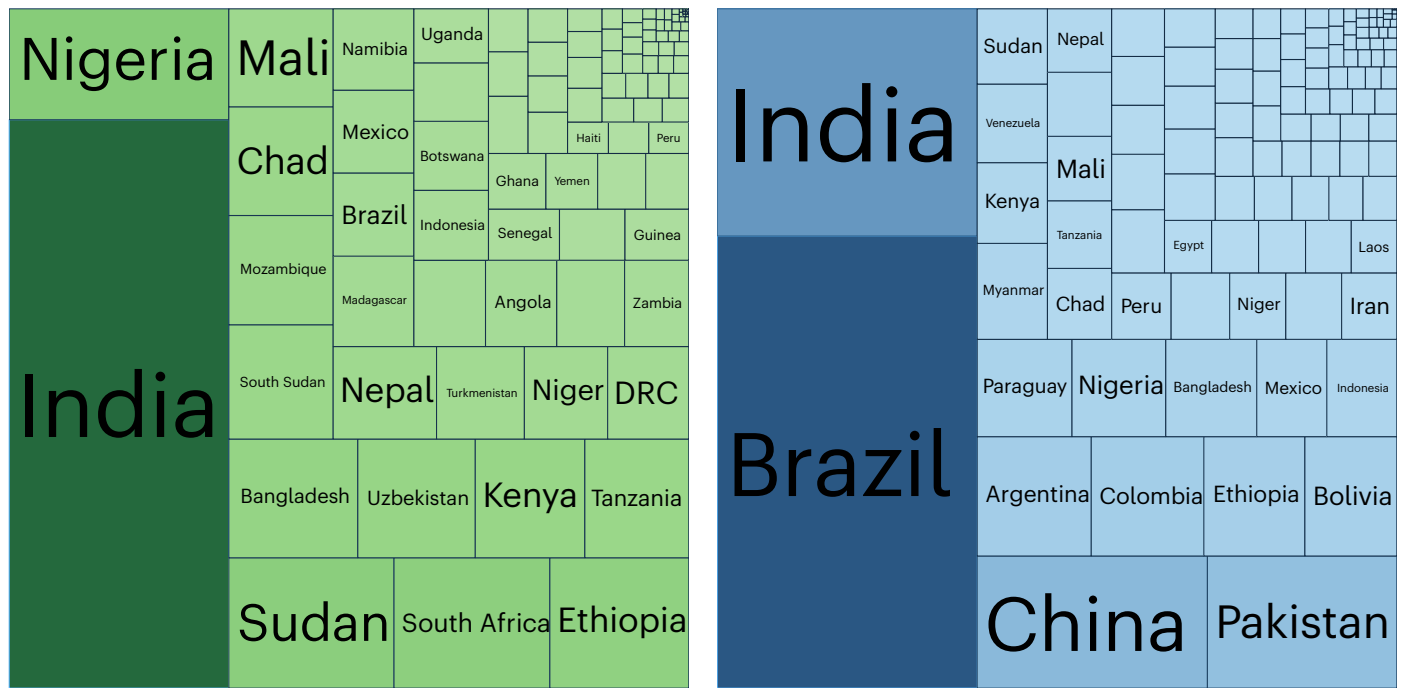 Nigeria
India
Mali
Chad
Mozambique
South Sudan
Namibia
Mexico
Brazil
Madagascar
Uganda
Botswana
Indonesia
Haiti
Peru
Ghana
Yemen
Senegal
Guinea
Angola
Zambia
Nepal
Turkmenistan
Niger
DRC
Bangladesh
Uzbekistan
Kenya
Tanzania
Sudan
South Africa
Ethiopia
India
Brazil
Sudan
Venezuela
Kenya
Myanmar
Nepal
Mali
Tanzania
Chad
Egypt
Laos
Peru
Niger
Iran
Paraguay
Nigeria
Bangladesh
Mexico
Indonesia
Argentina
Colombia
Ethiopia
Bolivia
China
Pakistan